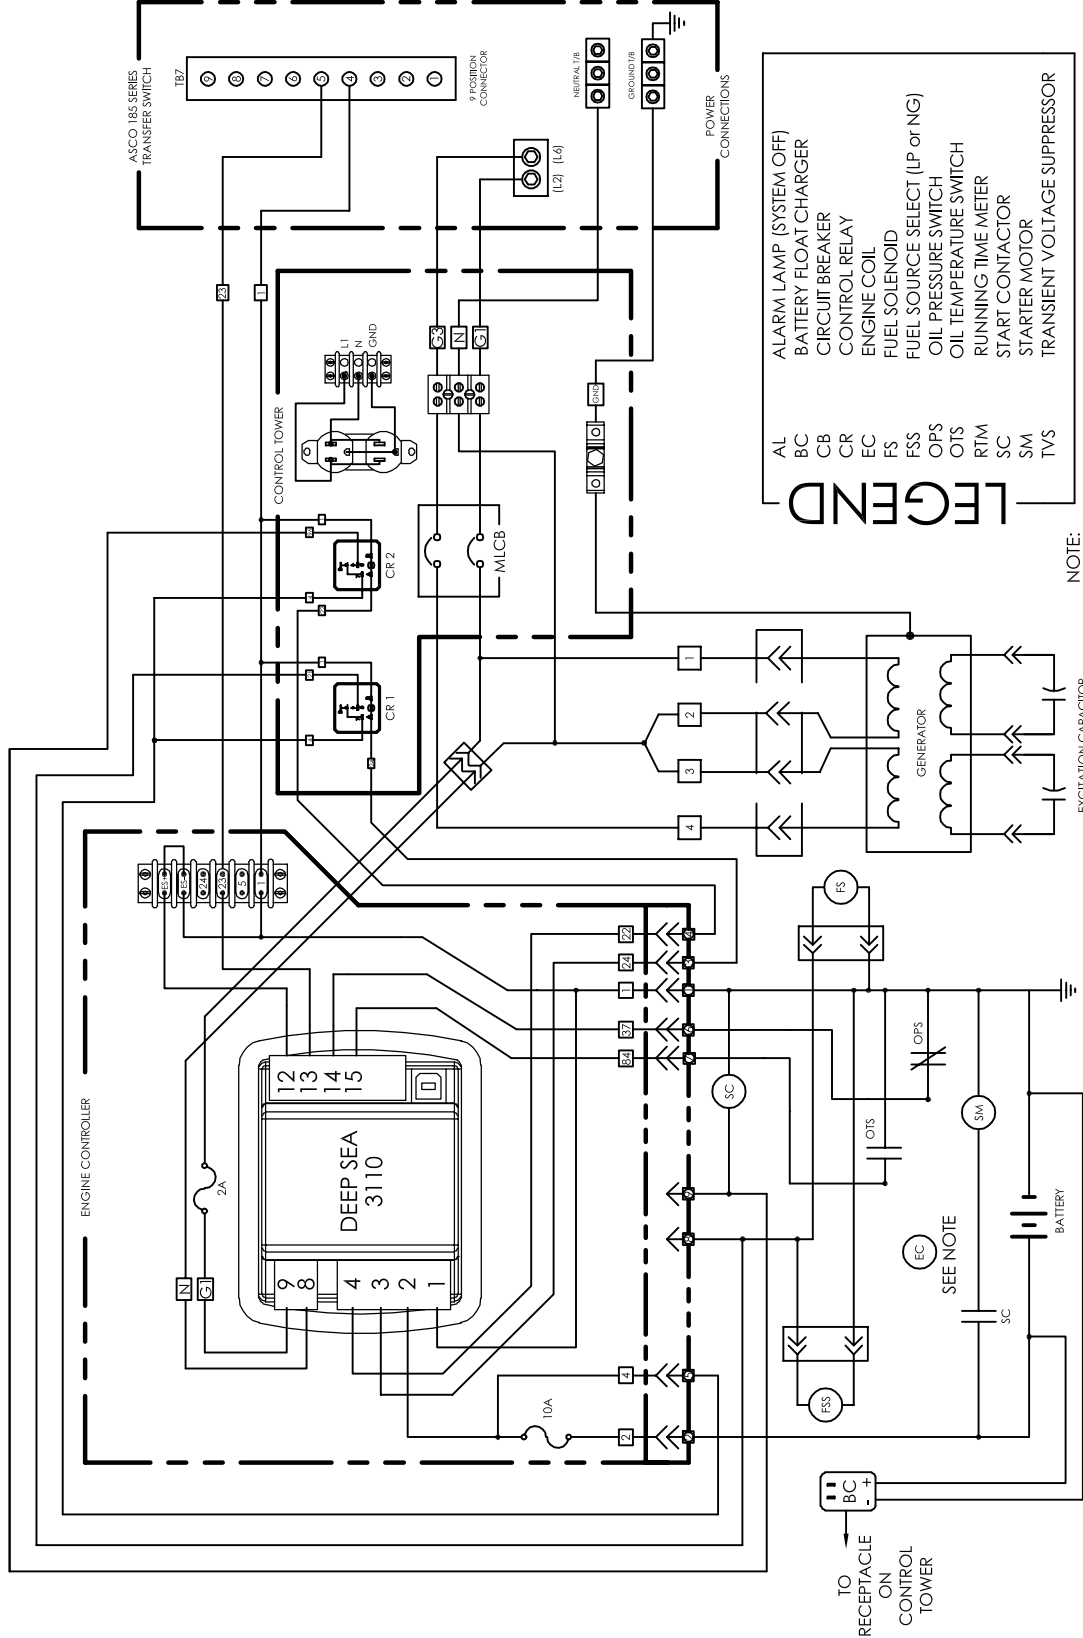 ASCO 185 SERIES
TRANSFER SWITCH
TB7
9
8
7
6
5
4
3
2
1
9 POSITION
CONNECTOR
NEUTRAL T/B
GROUND T/B
(L2)
(L6)
POWER
CONNECTIONS
23
1
CONTROL TOWER
L1
N
GND
G3
N
G1
GND
CR 2
CR 1
MLCB
LEGEND
AL ALARM LAMP (SYSTEM OFF)
BC BATTERY FLOAT CHARGER
CB CIRCUIT BREAKER
CR CONTROL RELAY
EC ENGINE COIL
FS FUEL SOLENOID
FSS FUEL SOURCE SELECT (LP or NG)
OPS OIL PRESSURE SWITCH
OTS OIL TEMPERATURE SWITCH
RTM RUNNING TIME METER
SC START CONTACTOR
SM STARTER MOTOR
TVS TRANSIENT VOLTAGE SUPPRESSOR
NOTE:
1
2
3
4
GENERATOR
EXCITATION CAPACITOR
ENGINE CONTROLLER
24
23
5
1
2A
N
G1
DEEP SEA
3110
12
13
14
15
9
8
4
3
2
1
10A
22
24
1
37
84
4
2
FS
SC
OPS
OTS
SM
EC
SEE NOTE
SC
BATTERY
FSS
BC
- +
TO
RECEPTACLE
ON
CONTROL
TOWER